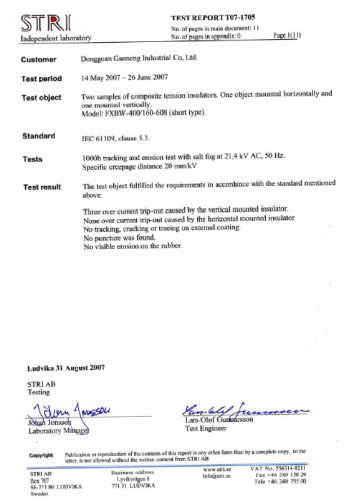 STRI
Independent laboratory
TEST REPORT T07-1705
No. of pages in main document: 11
No. of pages in appendix: 0 Page 1(11)
Customer Dongguan Gaoneng Industrial Co, Ltd.
Test period 14 May 2007 – 26 June 2007
Test object Two samples of composite tension insulators. One object mounted horizontally and
one mounted vertically.
Model: FXBW-400/160-608 (short type).
Standard IEC 61109, clause 5.3.
Tests 1000h tracking and erosion test with salt fog at 21,4 kV AC, 50 Hz.
Specific creepage distance 20 mm/kV
Test result The test object fulfilled the requirements in accordance with the standard mentioned
above.
Three over current trip-out caused by the vertical mounted insulator.
None over current trip-out caused by the horizontal mounted insulator
No tracking, cracking or treeing on external coating.
No puncture was found.
No visible erosion on the rubber.
Ludvika 31 August 2007
STRI AB
Testing
Johan Jonsson
Laboratory Manager
Lars-Olof Gunnarsson
Test Engineer
Copyright: Publication or reproduction of the contents of this report in any other form than by a complete copy, to the
letter, is not allowed without the written consent from STRI AB
STRI AB
Box 707
SE-771 80 LUDVIKA
Sweden
Business address
Lyviksvägen 8
771 31 LUDVIKA
www.stri.se
info@stri.se
VAT No. 556314-8211
Fax +46 240 150 29
Tele +46 240 795 00